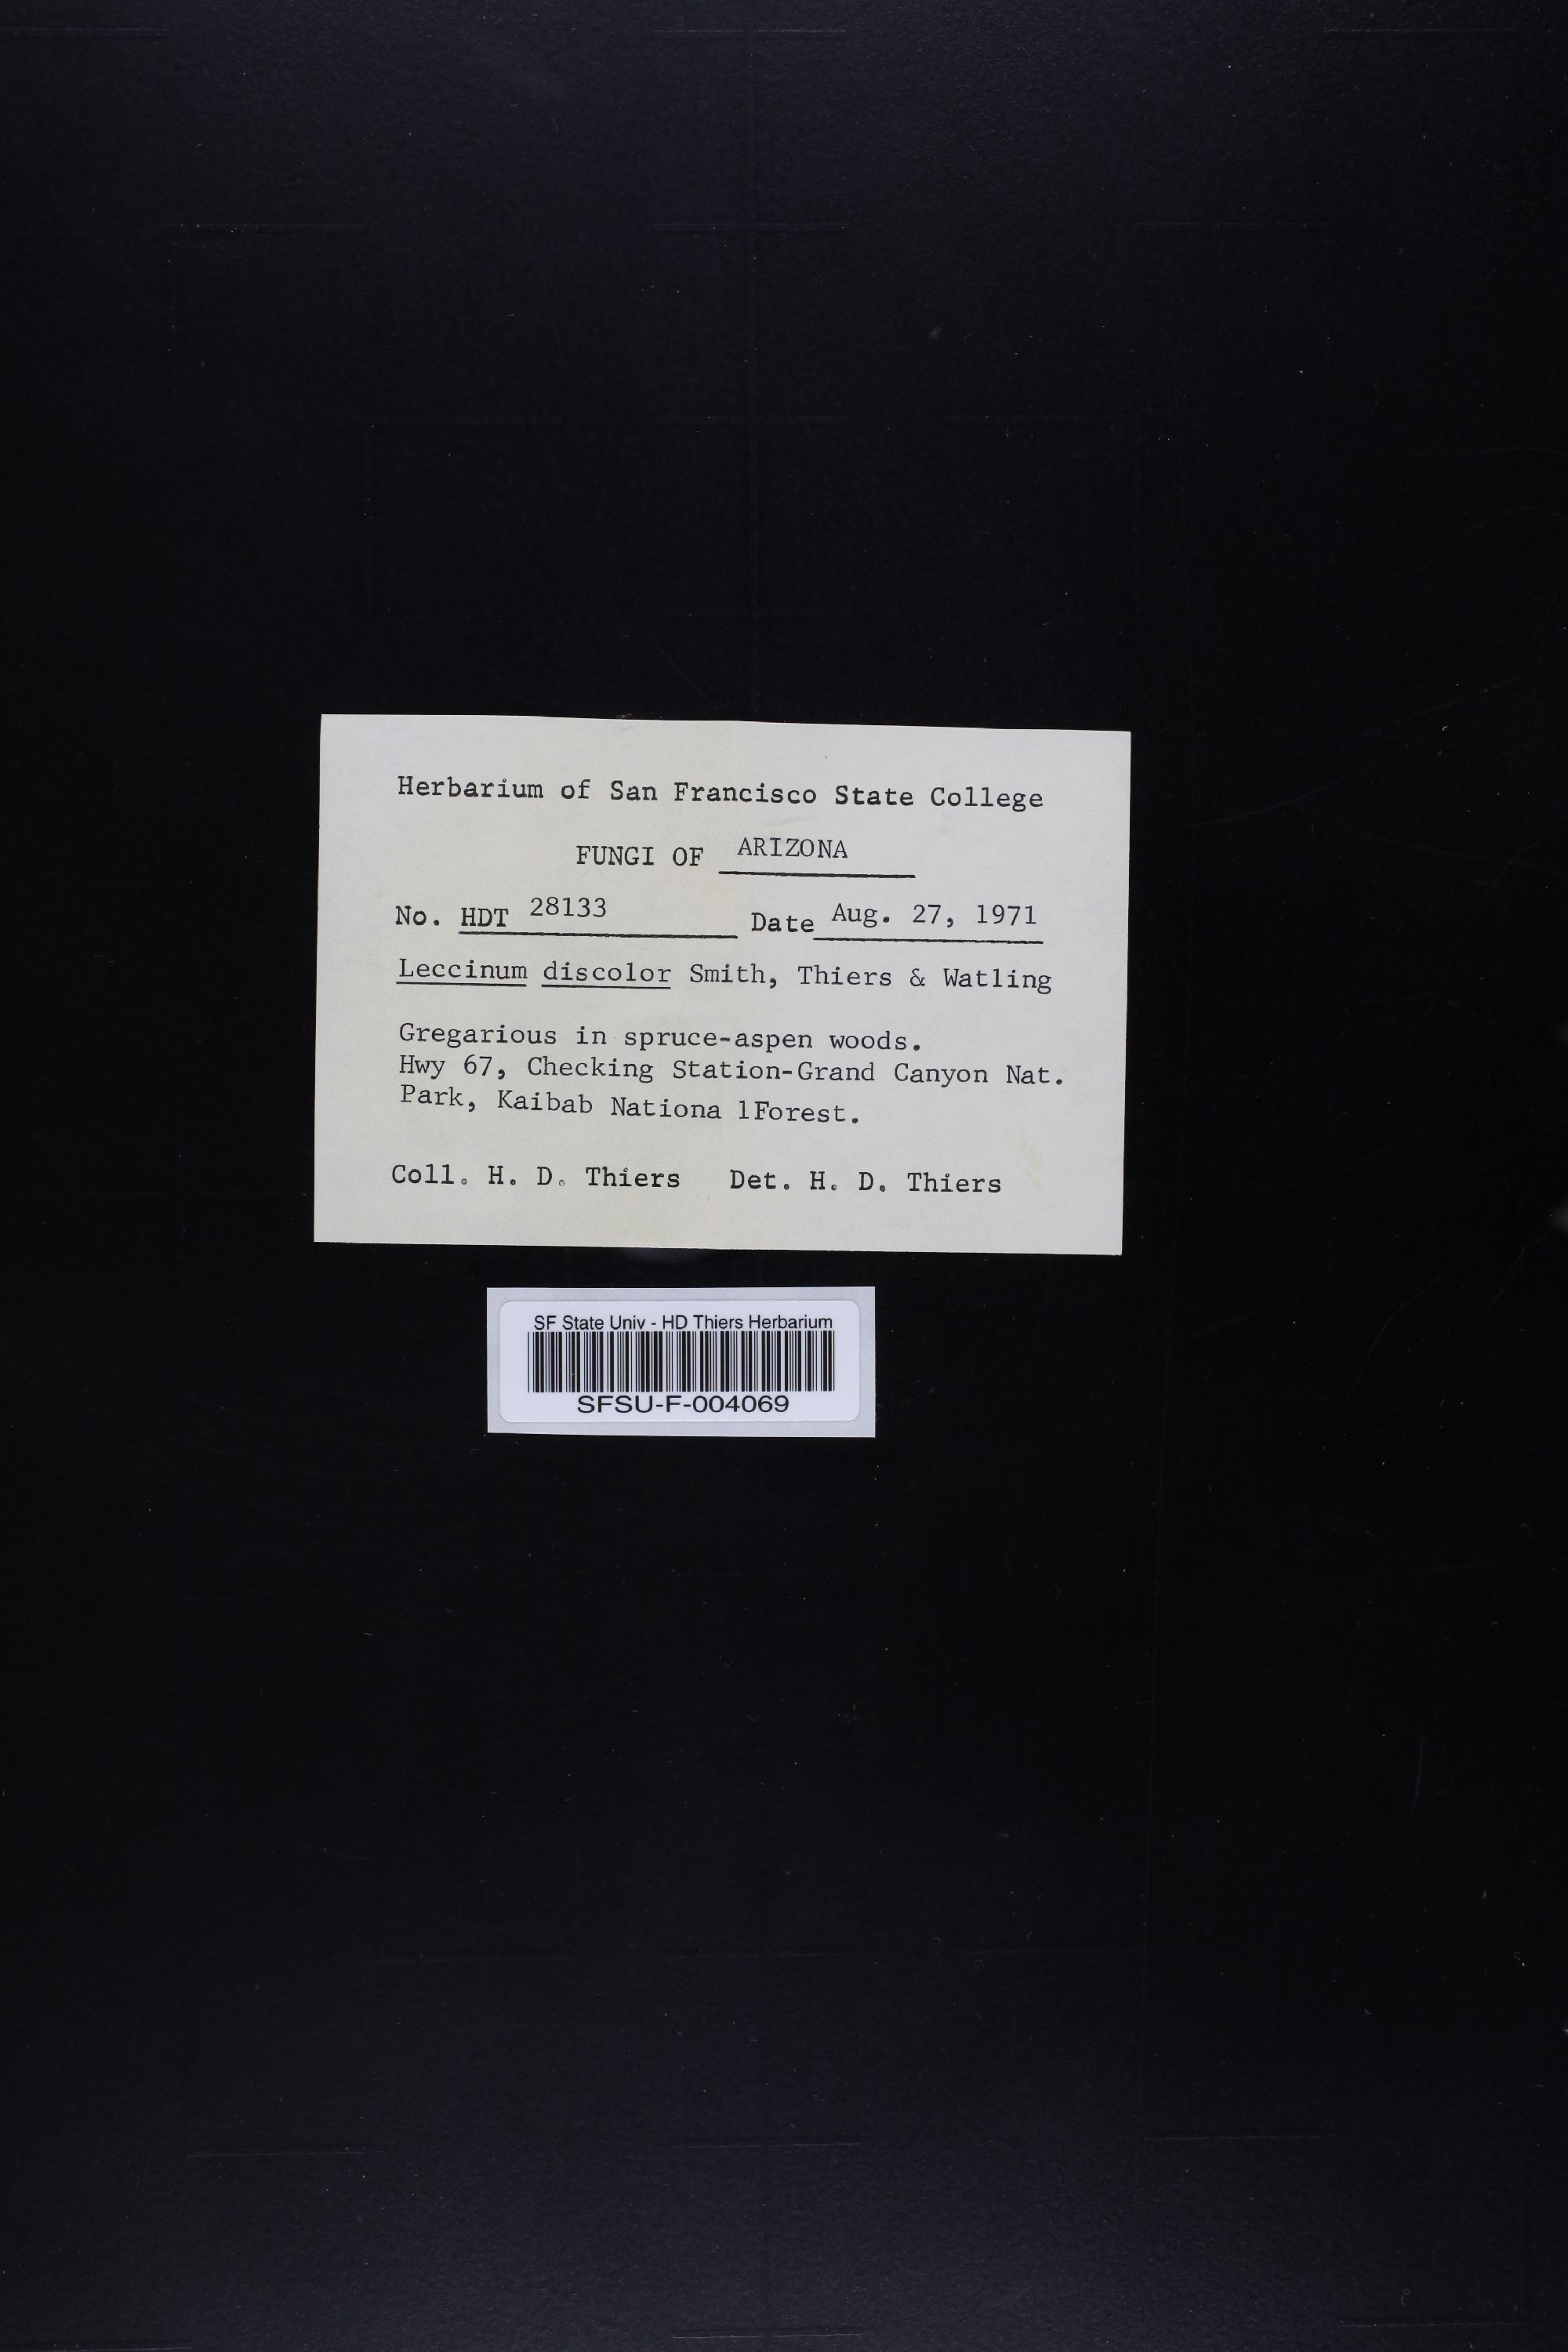 Herbarium of San Francisco State College
FUNGI OF ARIZONA
No. HDT 28133 Date Aug. 27, 1971
Leccinum discolor Smith, Thiers & Watling
Gregarious in spruce-aspen woods.
Hwy 67, Checking Station-Grand Canyon Nat.
Park, Kaibab Nationa lForest.
Coll. H. D. Thiers Det. H. D. Thiers
SF State Univ - HD Thiers Herbarium
SFSU-F-004069